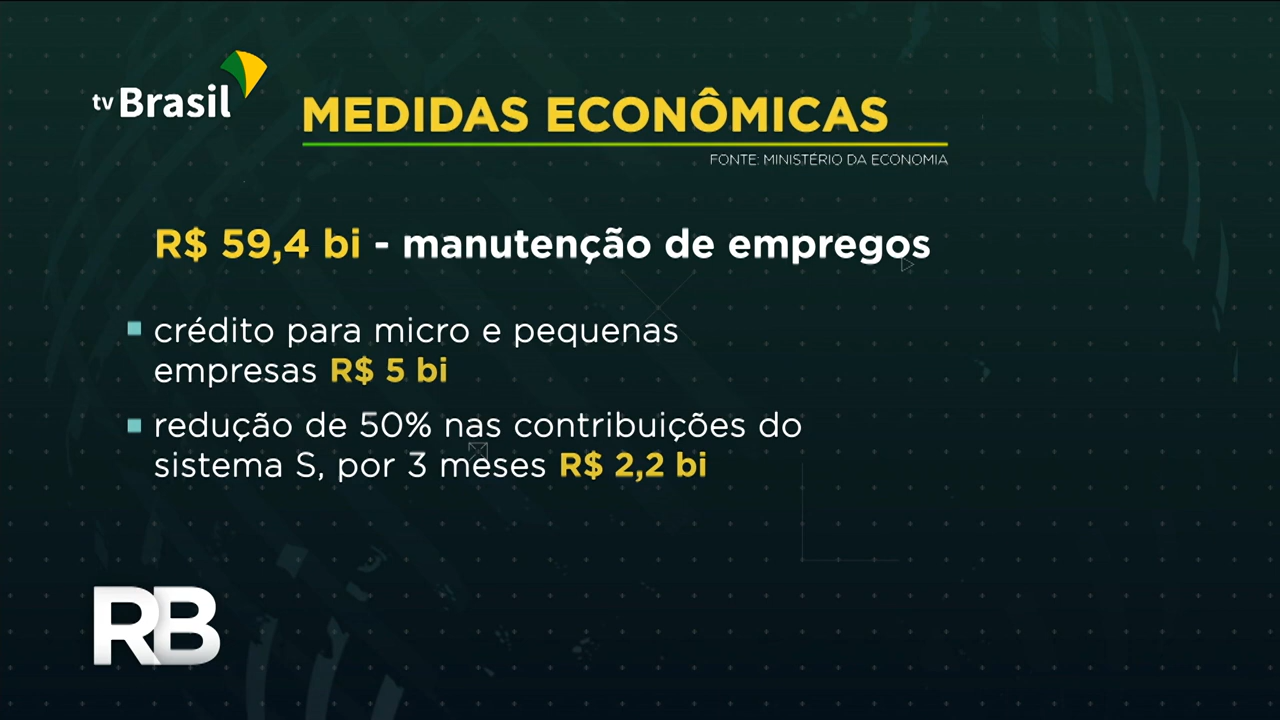 tv Brasil
MEDIDAS ECONÔMICAS
FONTE: MINISTÉRIO DA ECONOMIA
R$ 59,4 bi - manutenção de empregos
crédito para micro e pequenas
empresas R$ 5 bi
redução de 50% nas contribuições do
sistema S, por 3 meses R$ 2,2 bi
RB